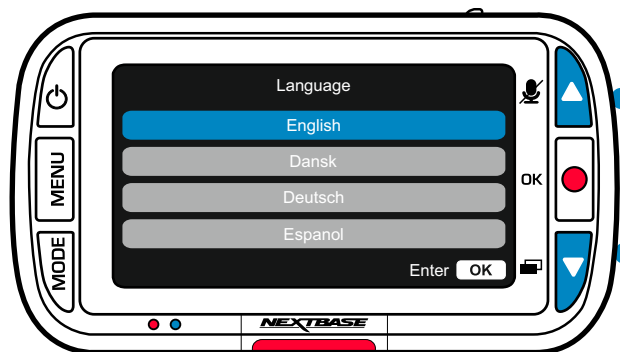 Language
English
Dansk
Deutsch
Espanol
Enter OK
MENU
MODE
OK
NEXTBASE